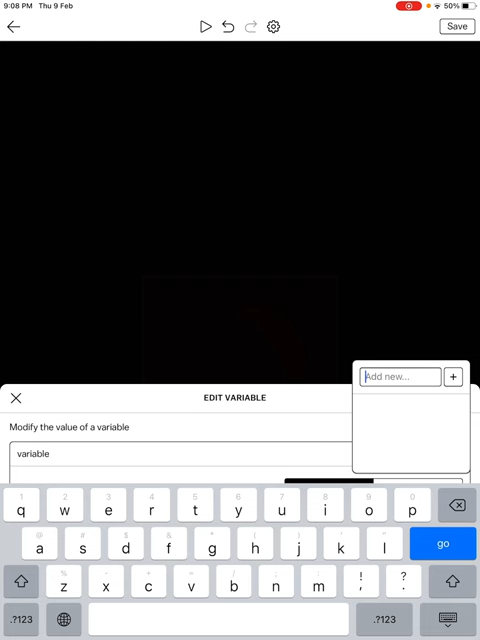 9:08 PM Thu 9 Feb
50%
Save
Add new...
+
EDIT VARIABLE
Modify the value of a variable
variable
1 2 3 4 5 6 7 8 9 0
q w e r t y u i o p
@ # $ & * ( ) ' "
a s d f g h j k l
go
% - + = / ; : ! ?
z x c v b n m , .
.?123
.?123